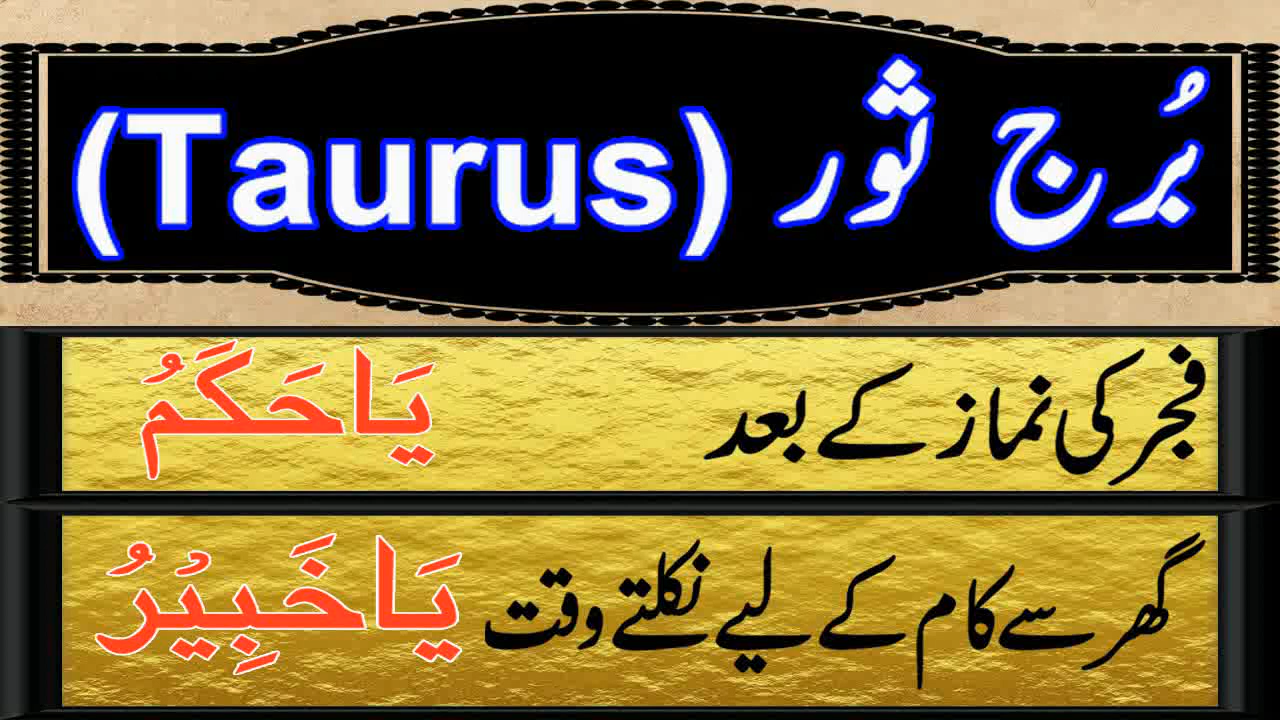 بُرج ثور (Taurus)
فجر کی نماز کے بعد یَاحَکَمُ
گھر سے کام کے لیے نکلتے وقت یَاخَبِیْرُ